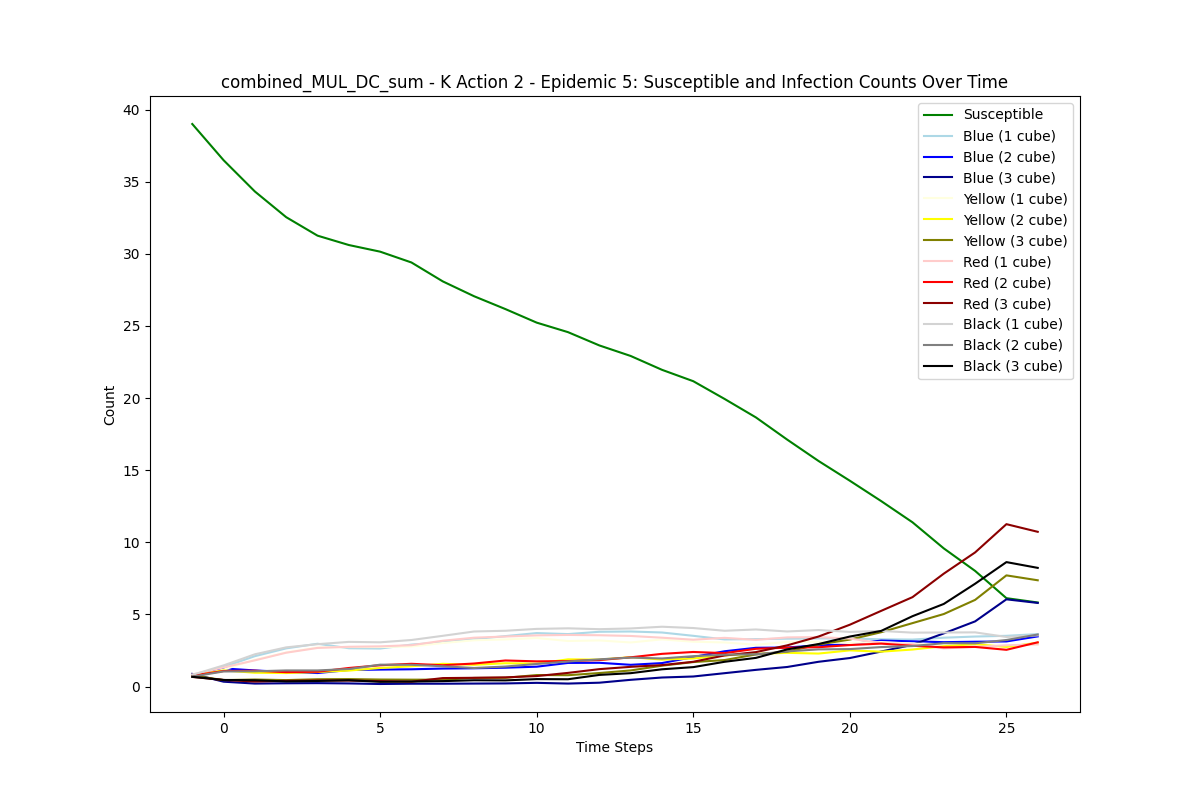 combined_MUL_DC_sum - K Action 2 - Epidemic 5: Susceptible and Infection Counts Over Time
40
35
30
25
20
15
10
5
0
Count
Susceptible
Blue (1 cube)
Blue (2 cube)
Blue (3 cube)
Yellow (1 cube)
Yellow (2 cube)
Yellow (3 cube)
Red (1 cube)
Red (2 cube)
Red (3 cube)
Black (1 cube)
Black (2 cube)
Black (3 cube)
0 5 10 15 20 25
Time Steps